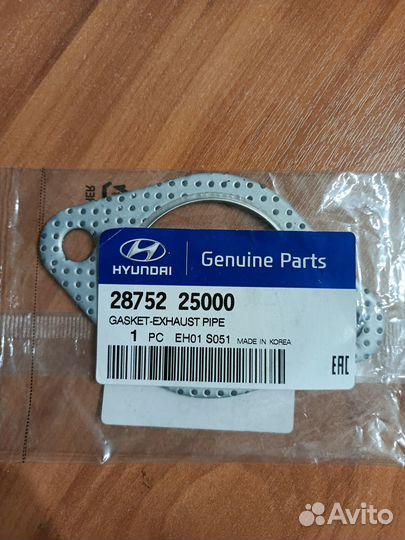 HYUNDAI
Genuine Parts
28752 25000
GASKET-EXHAUST PIPE
1 PC EH01 S051 MADE IN KOREA
EAC
Avito